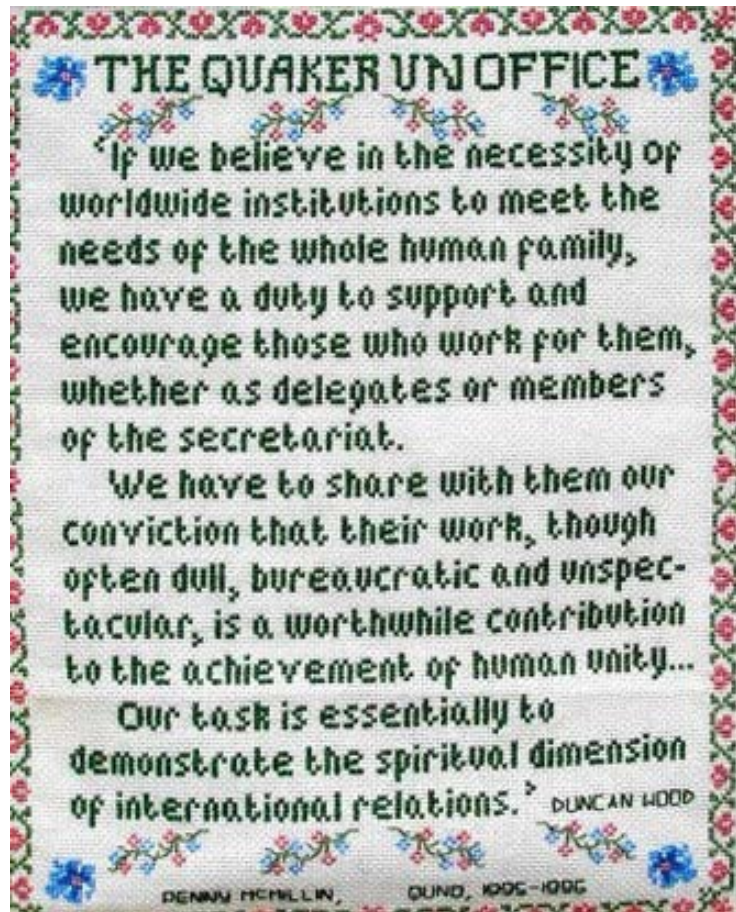 THE QUAKER UN OFFICE
'If we believe in the necessity of
worldwide institutions to meet the
needs of the whole human family,
we have a duty to support and
encourage those who work for them,
whether as delegates or members
of the secretariat.
We have to share with them our
conviction that their work, though
often dull, bureaucratic and unspec-
tacular, is a worthwhile contribution
to the achievement of human unity...
Our task is essentially to
demonstrate the spiritual dimension
of international relations.' DUNCAN WOOD
PENNY MCMILLIN,